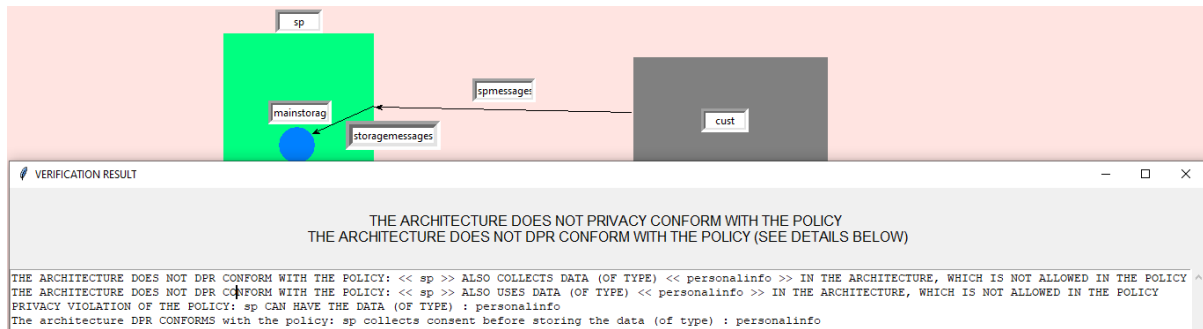 sp
spmessages
mainstorag
cust
storagemessages
VERIFICATION RESULT
THE ARCHITECTURE DOES NOT PRIVACY CONFORM WITH THE POLICY
THE ARCHITECTURE DOES NOT DPR CONFORM WITH THE POLICY (SEE DETAILS BELOW)
THE ARCHITECTURE DOES NOT DPR CONFORM WITH THE POLICY: << sp >> ALSO COLLECTS DATA (OF TYPE) << personalinfo >> IN THE ARCHITECTURE, WHICH IS NOT ALLOWED IN THE POLICY
THE ARCHITECTURE DOES NOT DPR CONFORM WITH THE POLICY: << sp >> ALSO USES DATA (OF TYPE) << personalinfo >> IN THE ARCHITECTURE, WHICH IS NOT ALLOWED IN THE POLICY
PRIVACY VIOLATION OF THE POLICY: sp CAN HAVE THE DATA (OF TYPE) : personalinfo
The architecture DPR CONFORMS with the policy: sp collects consent before storing the data (of type) : personalinfo